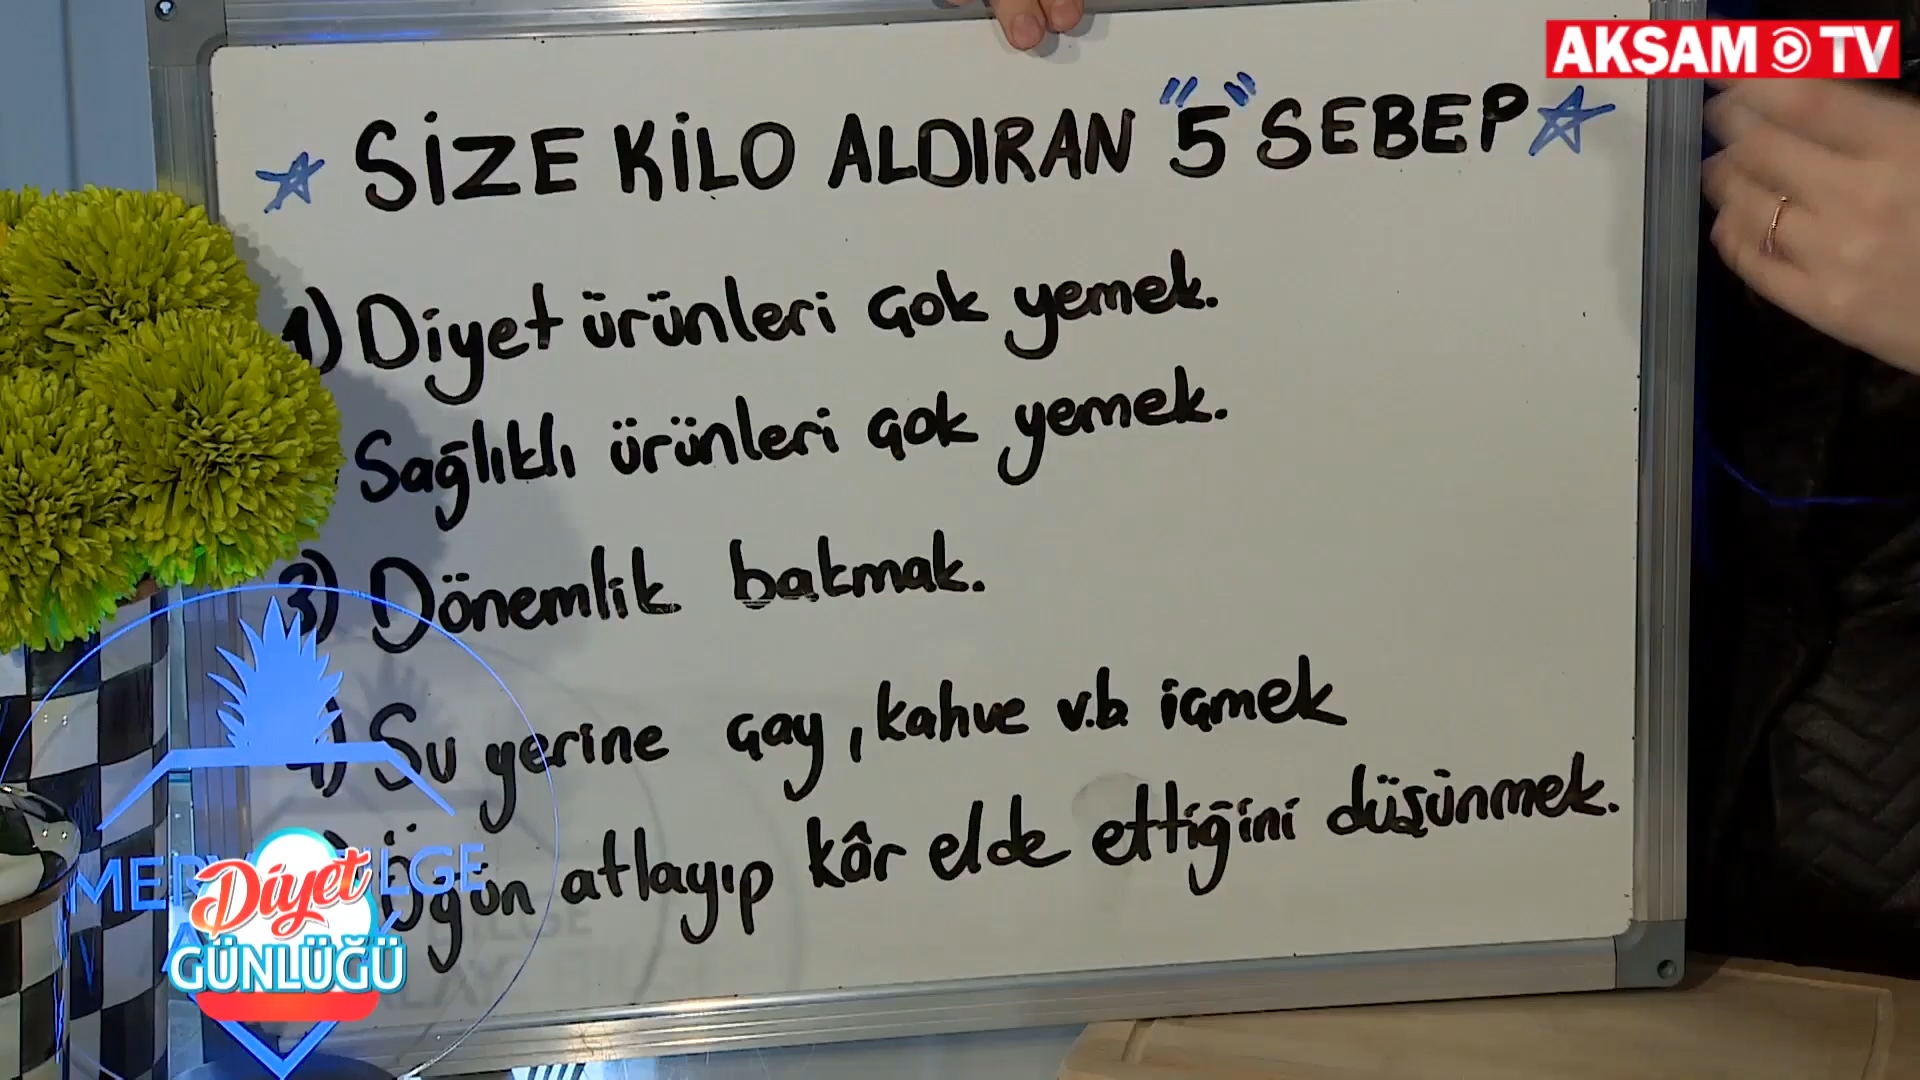 AKŞAM TV
SİZE KİLO ALDIRAN "5" SEBEP
1) Diyet ürünleri çok yemek.
Sağlıklı ürünleri çok yemek.
3) Dönemlik bakmak.
4) Su yerine çay, kahve v.b. içmek
Öğün atlayıp kâr elde ettiğini düşünmek.
Diyet
GÜNLÜĞÜ